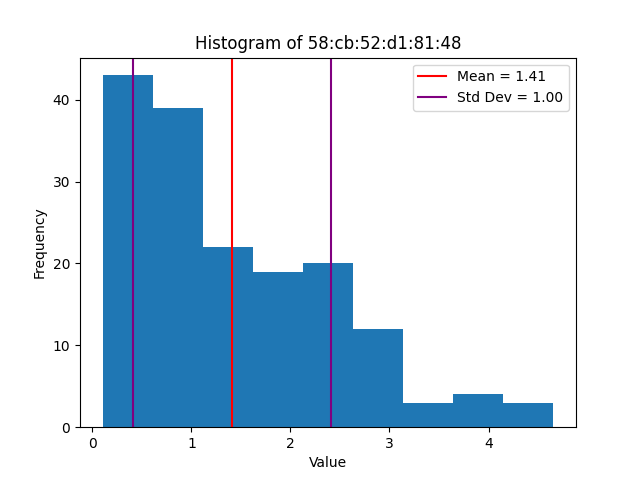 Histogram of 58:cb:52:d1:81:48
Mean = 1.41
Std Dev = 1.00
Frequency
40
30
20
10
0
0 1 2 3 4
Value